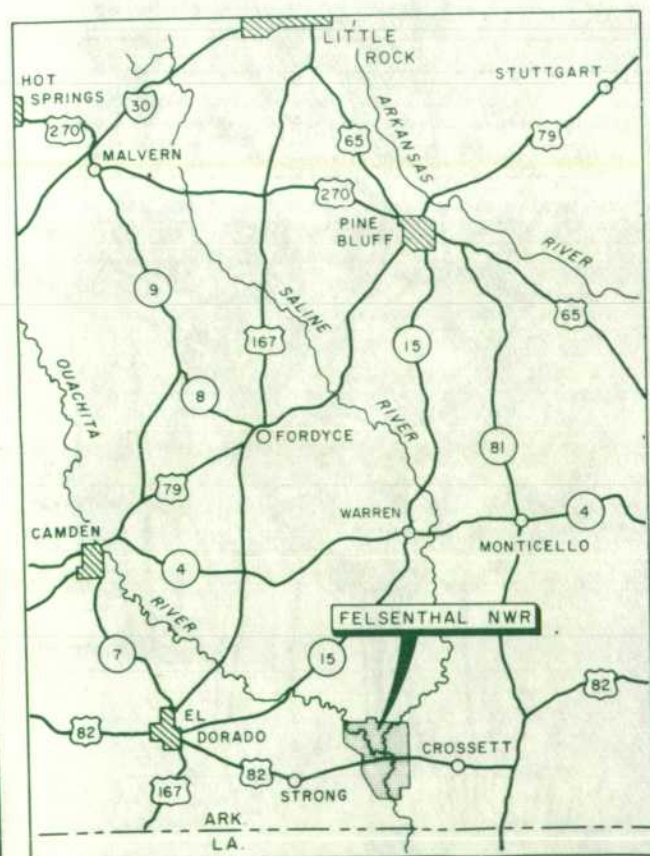 LITTLE
ROCK
HOT
SPRINGS
STUTTGART
30
270
65
ARKANSAS
79
MALVERN
270
PINE
BLUFF
RIVER
9
SALINE
65
167
15
OUACHITA
8
RIVER
FORDYCE
81
79
WARREN
4
CAMDEN
MONTICELLO
4
RIVER
FELSENTHAL NWR
7
15
82
EL
DORADO
82
CROSSETT
82
STRONG
167
ARK.
LA.